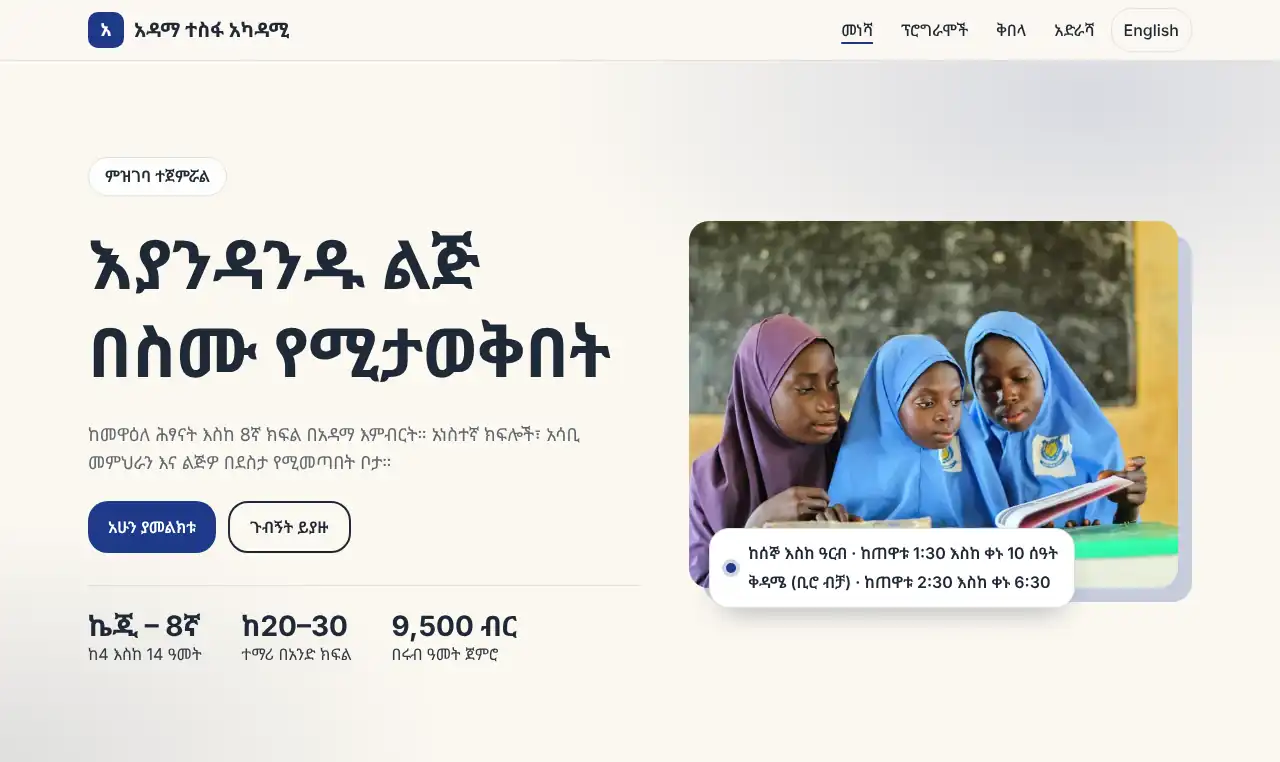 አ አዳማ ተስፋ አካዳሚ
መነሻ ፕሮግራሞች ቅበላ አድራሻ English
ምዝገባ ተጀምሯል
እያንዳንዱ ልጅ
በስሙ የሚታወቅበት
ከመዋዕለ ሕፃናት እስከ 8ኛ ክፍል በአዳማ እምብርት። አነስተኛ ክፍሎች፣ አሳቢ
መምህራን እና ልጅዎ በደስታ የሚመጣበት ቦታ።
አሁን ያመልክቱ ጉብኝት ይያዙ
ኬጂ – 8ኛ
ከ4 እስከ 14 ዓመት
ከ20–30
ተማሪ በአንድ ክፍል
9,500 ብር
በሩብ ዓመት ጀምሮ
ከሰኞ እስከ ዓርብ · ከጠዋቱ 1:30 እስከ ቀኑ 10 ሰዓት
ቅዳሜ (ቢሮ ብቻ) · ከጠዋቱ 2:30 እስከ ቀኑ 6:30